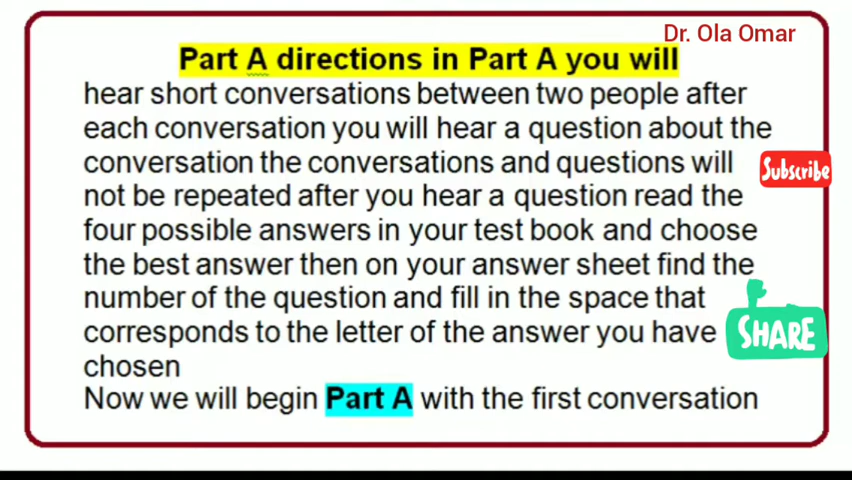 Dr. Ola Omar
Part A directions in Part A you will
hear short conversations between two people after
each conversation you will hear a question about the
conversation the conversations and questions will
not be repeated after you hear a question read the
four possible answers in your test book and choose
the best answer then on your answer sheet find the
number of the question and fill in the space that
corresponds to the letter of the answer you have
chosen
Now we will begin Part A with the first conversation
Subscribe
SHARE